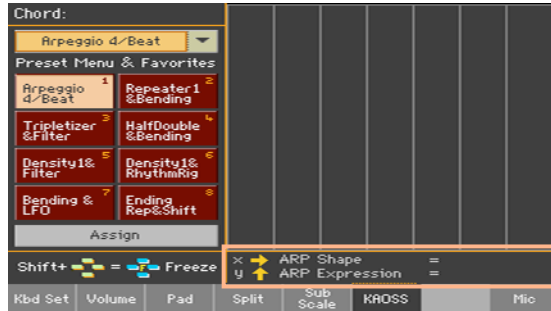 Chord:
Arpeggio 4/Beat
Preset Menu & Favorites
Arpeggio 4/Beat 1
Repeater1 &Bending 2
Tripletizer &Filter 3
HalfDouble &Bending 4
Density1& Filter 5
Density1& RhythmRig 6
Bending & LFO 7
Ending Rep&Shift 8
Assign
Shift+ = F Freeze
x ARP Shape =
y ARP Expression =
Kbd Set Volume Pad Split Sub Scale KAOSS Mic